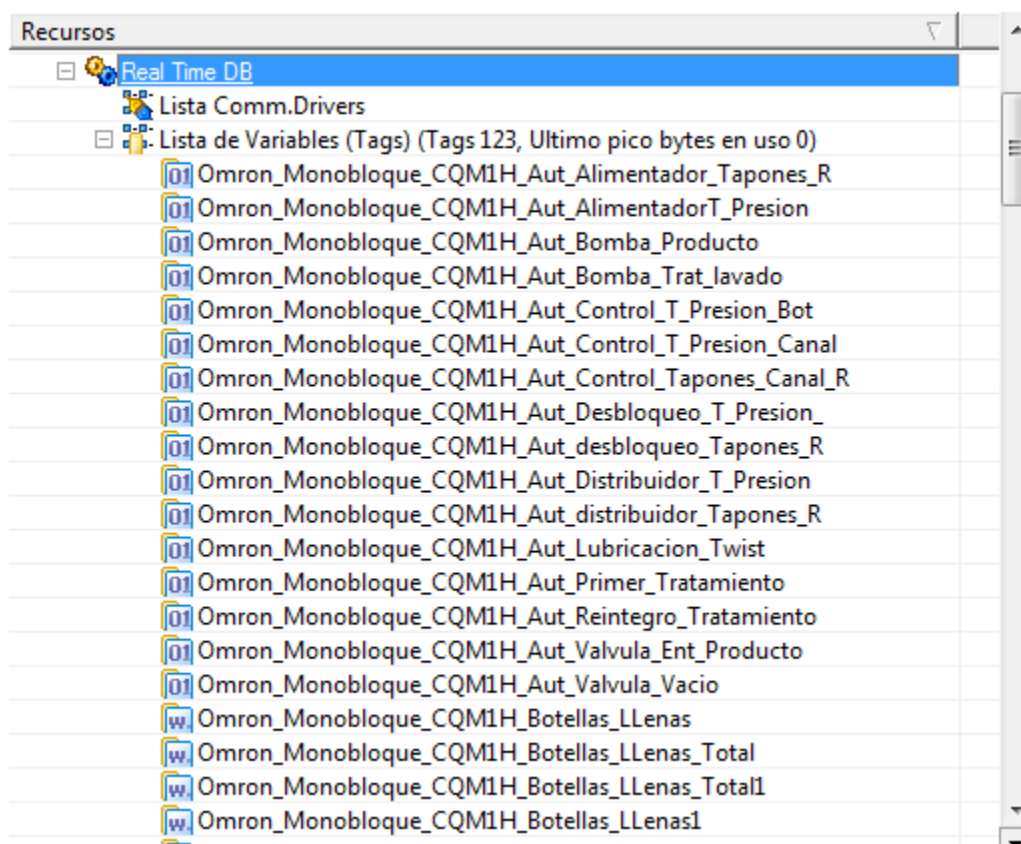 Recursos
Real Time DB
Lista Comm.Drivers
Lista de Variables (Tags) (Tags 123, Ultimo pico bytes en uso 0)
Omron_Monobloque_CQM1H_Aut_Alimentador_Tapones_R
Omron_Monobloque_CQM1H_Aut_AlimentadorT_Presion
Omron_Monobloque_CQM1H_Aut_Bomba_Producto
Omron_Monobloque_CQM1H_Aut_Bomba_Trat_lavado
Omron_Monobloque_CQM1H_Aut_Control_T_Presion_Bot
Omron_Monobloque_CQM1H_Aut_Control_T_Presion_Canal
Omron_Monobloque_CQM1H_Aut_Control_Tapones_Canal_R
Omron_Monobloque_CQM1H_Aut_Desbloqueo_T_Presion_
Omron_Monobloque_CQM1H_Aut_desbloqueo_Tapones_R
Omron_Monobloque_CQM1H_Aut_Distribuidor_T_Presion
Omron_Monobloque_CQM1H_Aut_distribuidor_Tapones_R
Omron_Monobloque_CQM1H_Aut_Lubricacion_Twist
Omron_Monobloque_CQM1H_Aut_Primer_Tratamiento
Omron_Monobloque_CQM1H_Aut_Reintegro_Tratamiento
Omron_Monobloque_CQM1H_Aut_Valvula_Ent_Producto
Omron_Monobloque_CQM1H_Aut_Valvula_Vacio
Omron_Monobloque_CQM1H_Botellas_LLenas
Omron_Monobloque_CQM1H_Botellas_LLenas_Total
Omron_Monobloque_CQM1H_Botellas_LLenas_Total1
Omron_Monobloque_CQM1H_Botellas_LLenas1